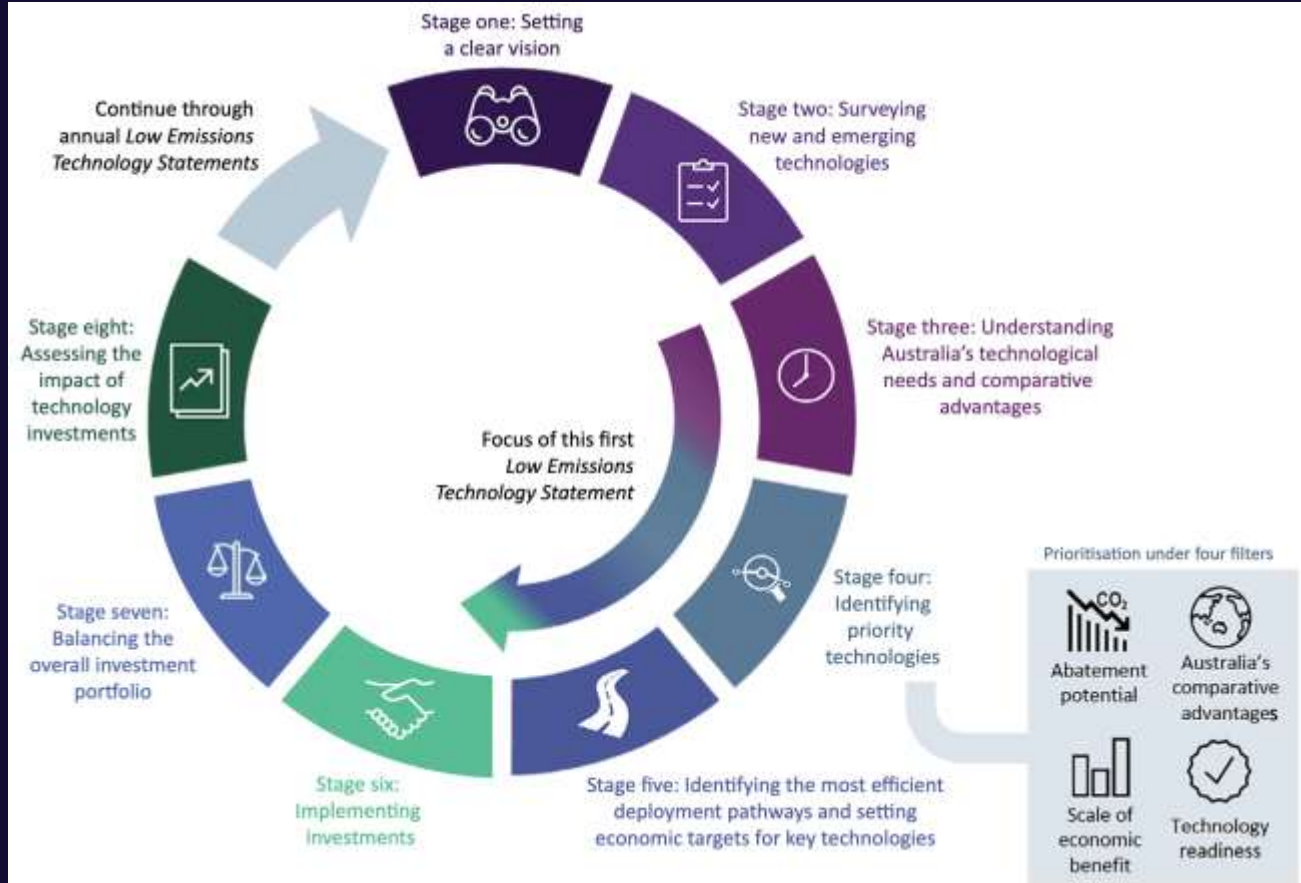 Stage one: Setting
a clear vision
Continue through
annual Low Emissions
Technology Statements
Stage two: Surveying
new and emerging
technologies
Stage three: Understanding
Australia's technological
needs and comparative
advantages
Stage eight:
Assessing the
impact of
technology
investments
Focus of this first
Low Emissions
Technology Statement
Stage four:
Identifying
priority
technologies
Stage seven:
Balancing the
overall investment
portfolio
Stage six:
Implementing
investments
Stage five: Identifying the most efficient
deployment pathways and setting
economic targets for key technologies
Prioritisation under four filters
CO₂
Abatement
potential
Australia's
comparative
advantages
Scale of
economic
benefit
Technology
readiness